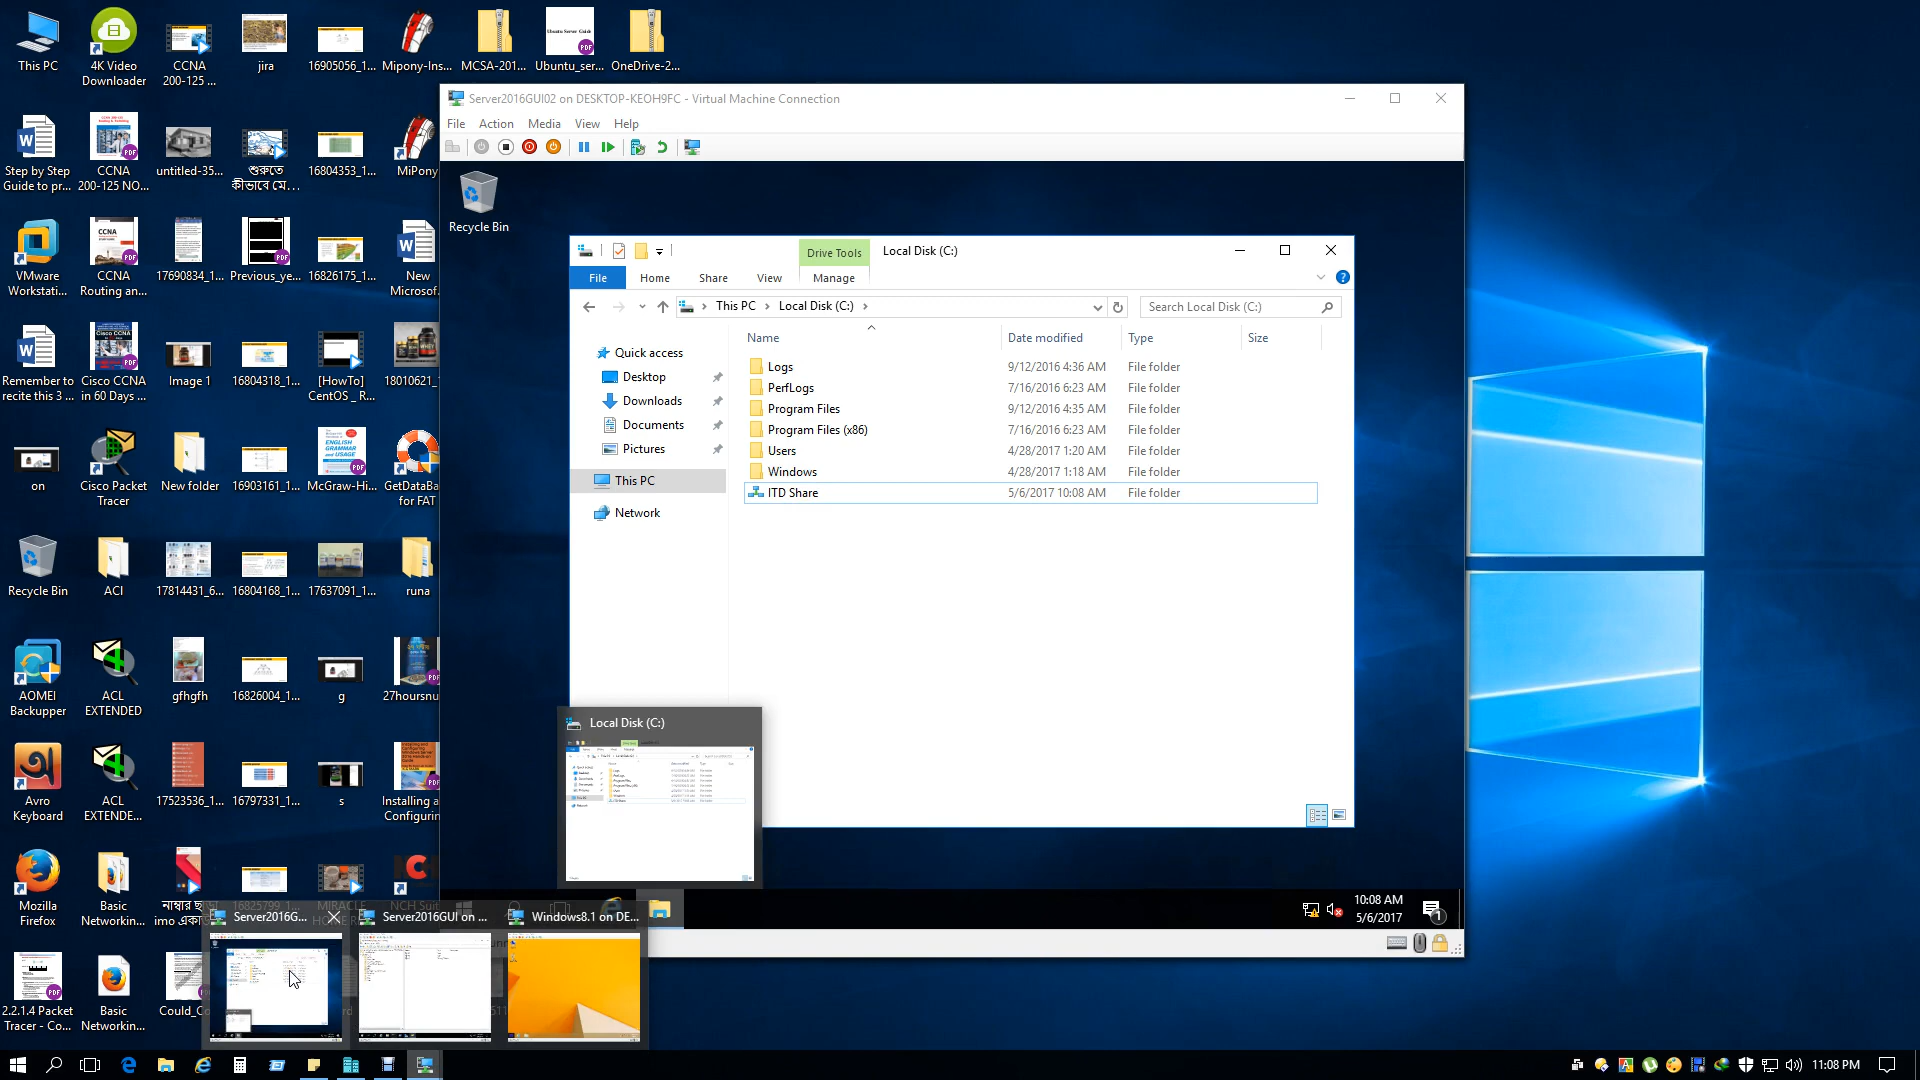 This PC
4K Video
Downloader
CCNA
200-125 ...
jira
16905056_1...
Mipony-Ins...
MCSA-201...
Ubuntu Server Guide
Ubuntu_ser...
OneDrive-2...
Step by Step
Guide to pr...
CCNA
200-125 NO...
untitled-35...
শুরুতে
কীভাবে মে...
16804353_1...
MiPony
VMware
Workstati...
CCNA
Routing an...
17690834_1...
Previous_ye...
16826175_1...
New
Microsof
Remember to
recite this 3 ...
Cisco CCNA
in 60 Days ...
Image 1
16804318_1...
[HowTo]
CentOS _ R...
18010621_
on
Cisco Packet
Tracer
New folder
16903161_1...
ENGLISH
GRAMMAR
and USAGE
McGraw-Hi...
GetDataBa
for FAT
Recycle Bin
ACI
17814431_6...
16804168_1...
17637091_1...
runa
AOMEI
Backupper
ACL
EXTENDED
gfhgfh
16826004_1...
g
27hoursnu
Avro
Keyboard
ACL
EXTENDE...
17523536_1...
16797331_1...
s
Installing a
Configurin
Mozilla
Firefox
Basic
Networkin...
imo
16825799_1...
NCH Suit
2.2.1.4 Packet
Tracer - Co...
Basic
Networkin...
Could_Co
Server2016GUI02 on DESKTOP-KEOH9FC - Virtual Machine Connection
File Action Media View Help
Recycle Bin
Drive Tools
Local Disk (C:)
File Home Share View Manage
This PC
Local Disk (C:)
Search Local Disk (C:)
Name Date modified Type Size
Quick access
Desktop
Downloads
Documents
Pictures
This PC
Network
Logs 9/12/2016 4:36 AM File folder
PerfLogs 7/16/2016 6:23 AM File folder
Program Files 9/12/2016 4:35 AM File folder
Program Files (x86) 7/16/2016 6:23 AM File folder
Users 4/28/2017 1:20 AM File folder
Windows 4/28/2017 1:18 AM File folder
ITD Share 5/6/2017 10:08 AM File folder
Local Disk (C:)
10:08 AM
5/6/2017
1
Server2016G...
Server2016GUI on ...
Windows8.1 on DE...
11:08 PM